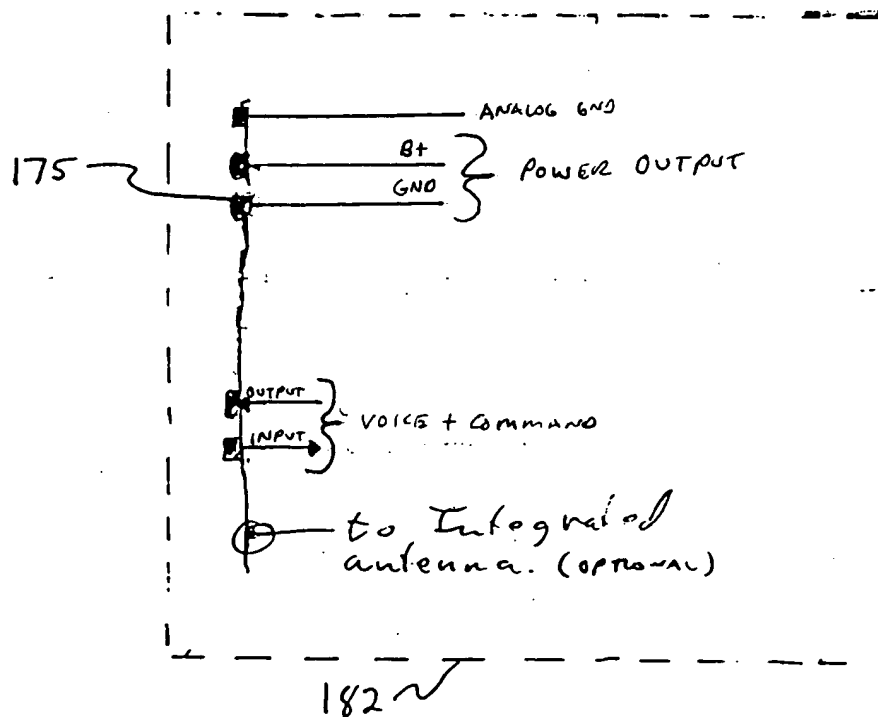 ANALOG GND
B+
175
POWER OUTPUT
GND
OUTPUT
VOICE + COMMAND
INPUT
to Integrated
antenna. (OPTIONAL)
182